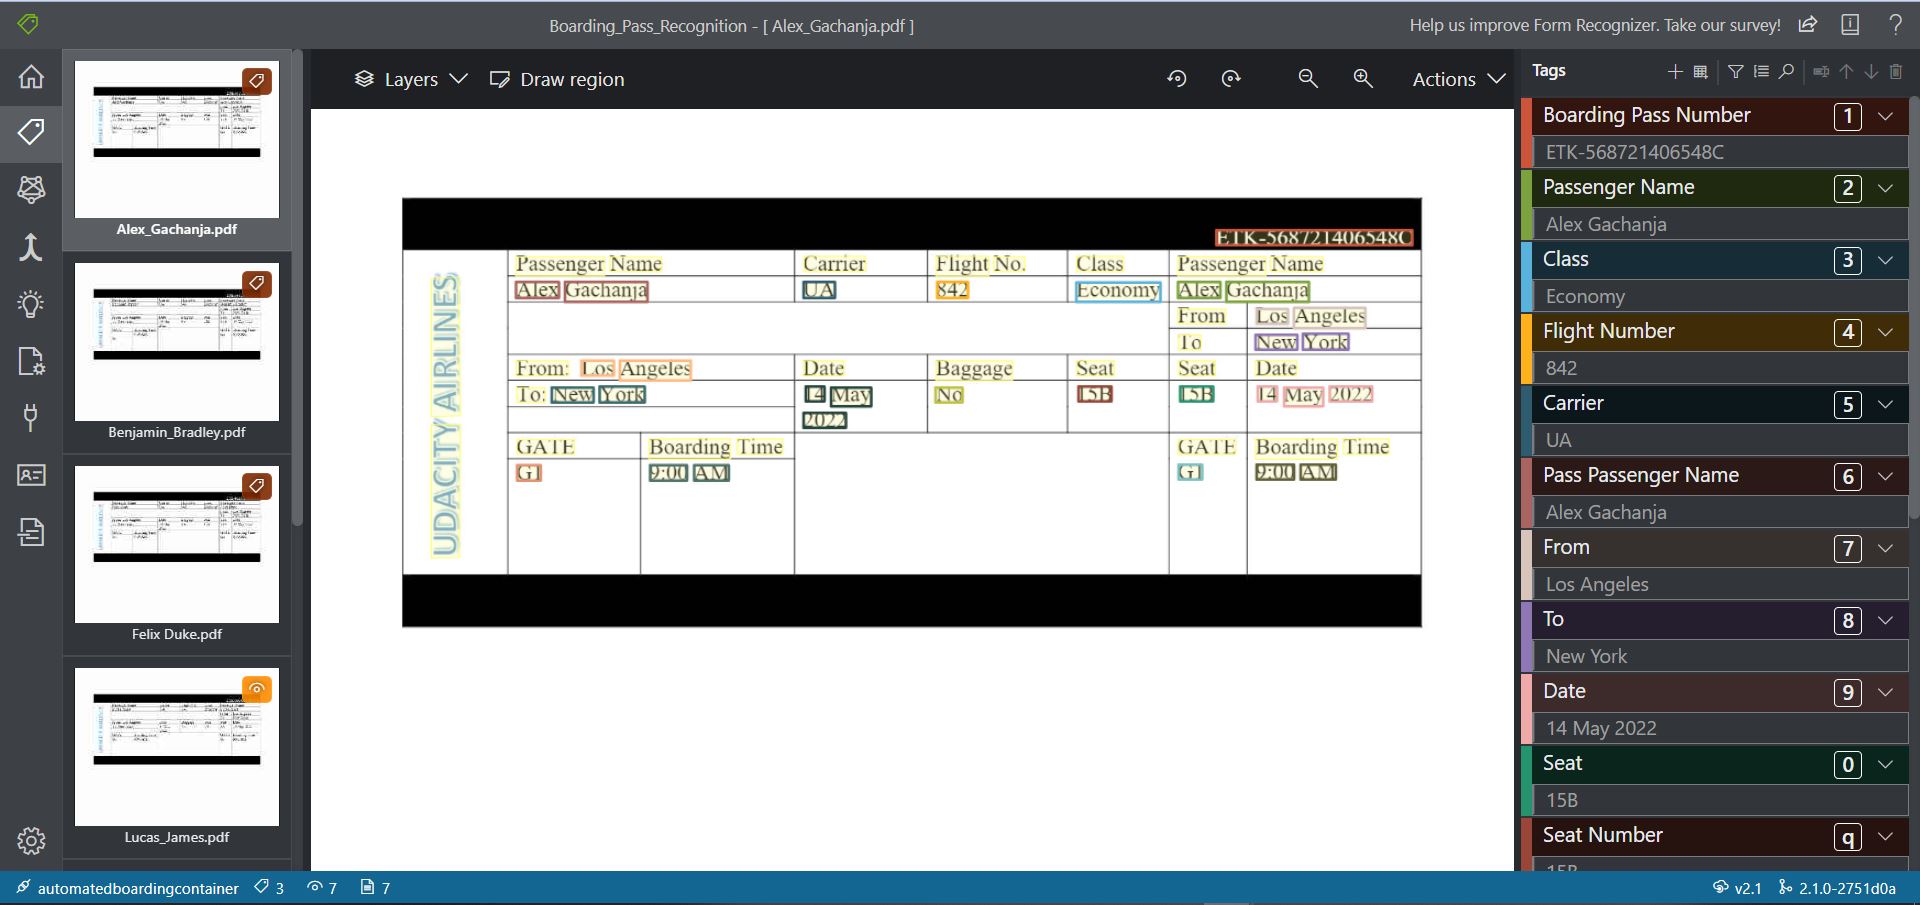 Boarding_Pass_Recognition - [ Alex_Gachanja.pdf ]
Help us improve Form Recognizer. Take our survey!
Alex_Gachanja.pdf
Benjamin_Bradley.pdf
Felix Duke.pdf
Lucas_James.pdf
Layers
Draw region
Actions
ETK-568721406548C
UDACITY AIRLINES
Passenger Name Carrier Flight No. Class Passenger Name
Alex Gachanja UA 842 Economy Alex Gachanja
From Los Angeles
To New York
From: Los Angeles Date Baggage Seat Seat Date
To: New York 14 May No 15B 15B 14 May 2022
2022
GATE Boarding Time GATE Boarding Time
G1 9:00 AM G1 9:00 AM
Tags
Boarding Pass Number 1
ETK-568721406548C
Passenger Name 2
Alex Gachanja
Class 3
Economy
Flight Number 4
842
Carrier 5
UA
Pass Passenger Name 6
Alex Gachanja
From 7
Los Angeles
To 8
New York
Date 9
14 May 2022
Seat 0
15B
Seat Number q
15B
automatedboardingcontainer 3 7 7
v2.1 2.1.0-2751d0a